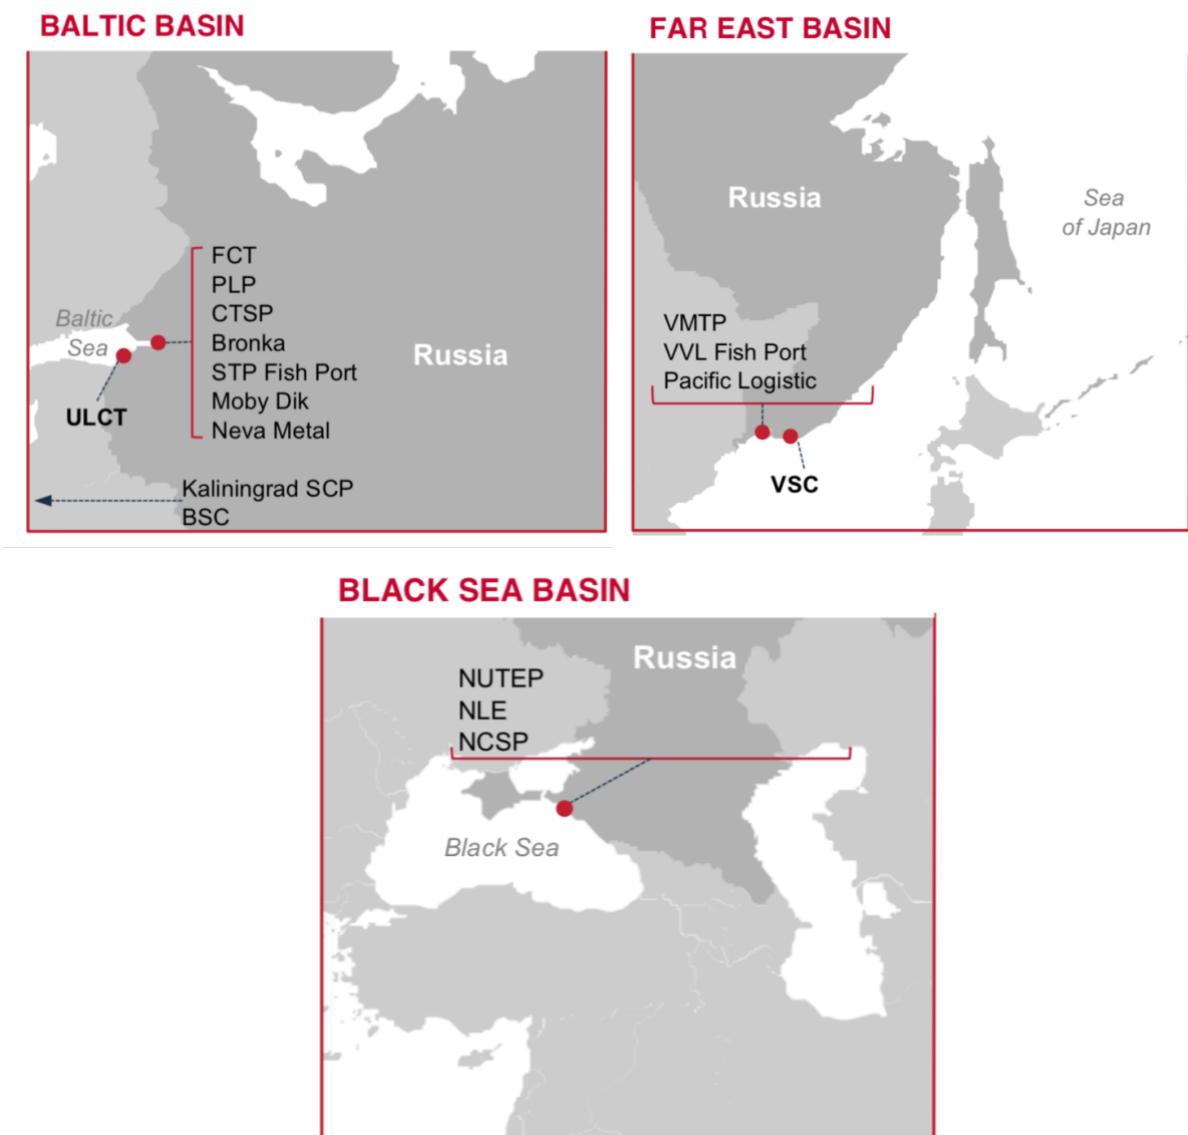 BALTIC BASIN
FCT
PLP
CTSP
Bronka
STP Fish Port
Moby Dik
Neva Metal
Baltic
Sea
Russia
ULCT
Kaliningrad SCP
BSC
FAR EAST BASIN
Russia
Sea
of Japan
VMTP
VVL Fish Port
Pacific Logistic
VSC
BLACK SEA BASIN
Russia
NUTEP
NLE
NCSP
Black Sea